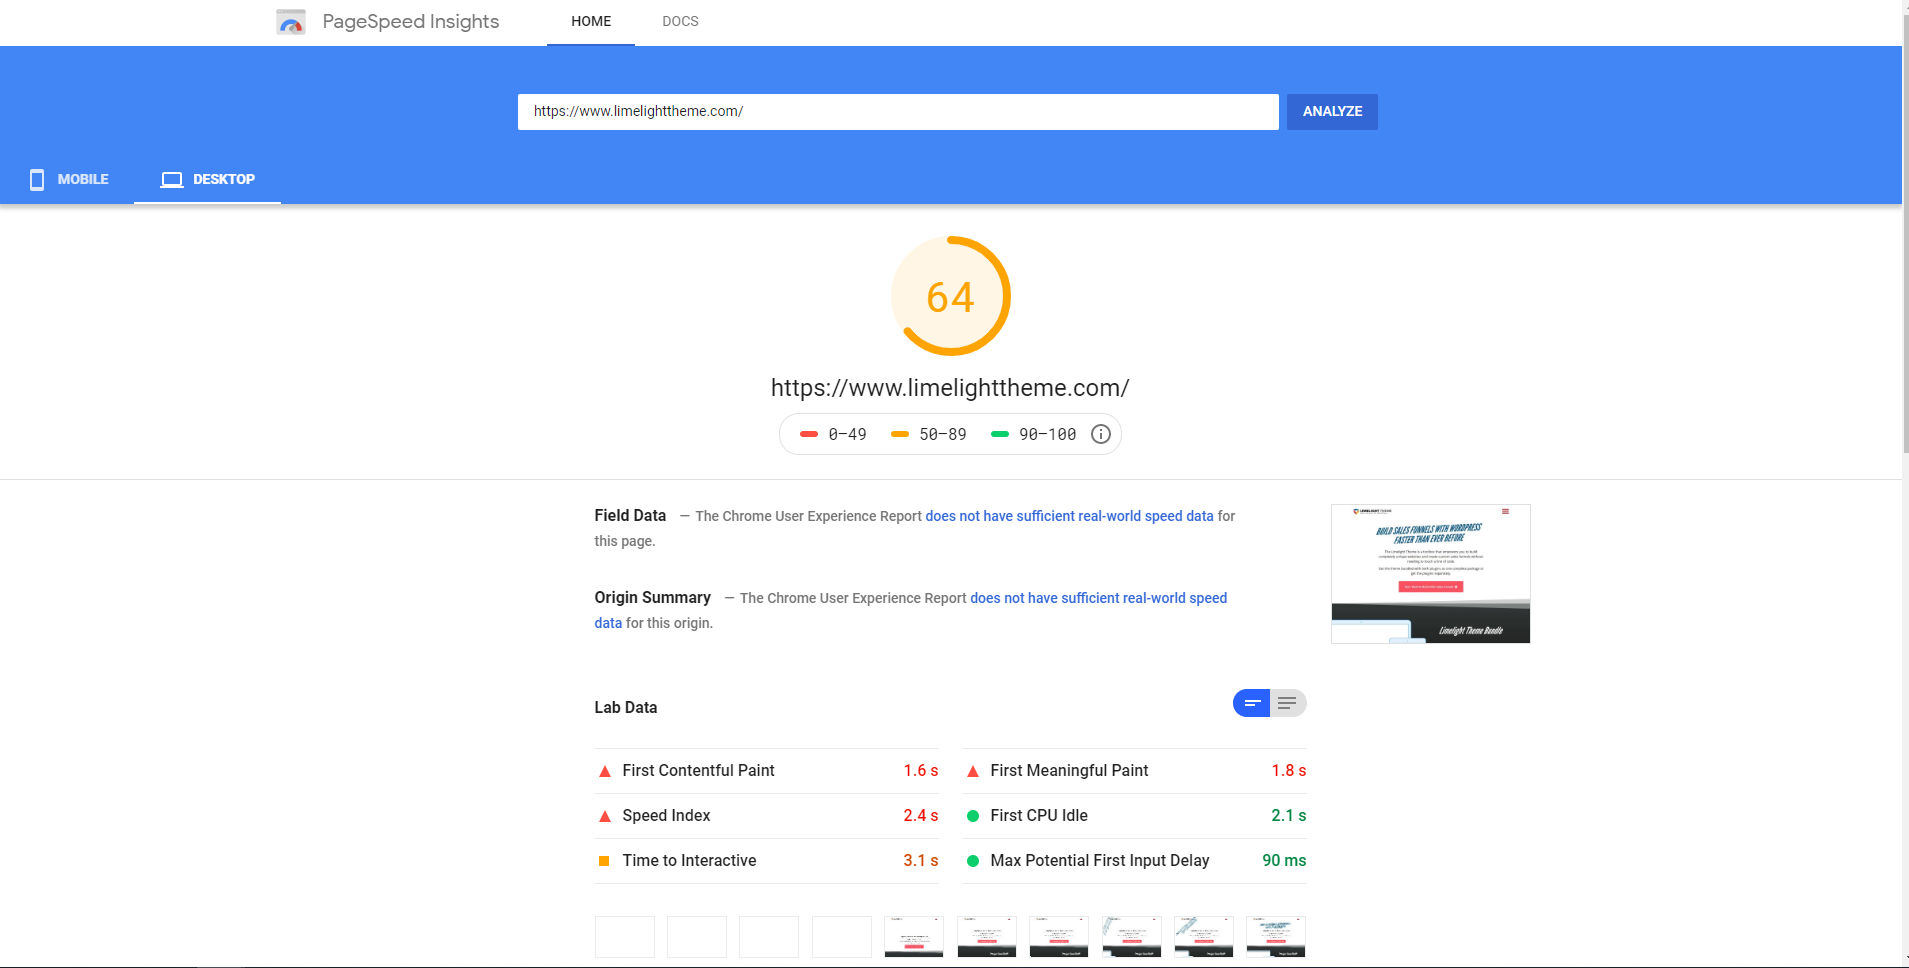 PageSpeed Insights
HOME
DOCS
https://www.limelighttheme.com/
ANALYZE
MOBILE
DESKTOP
64
https://www.limelighttheme.com/
0–49
50–89
90–100
Field Data — The Chrome User Experience Report does not have sufficient real-world speed data for
this page.
Origin Summary — The Chrome User Experience Report does not have sufficient real-world speed
data for this origin.
LIMELIGHT THEME
BUILD SALES FUNNELS WITH WORDPRESS
FASTER THAN EVER BEFORE
Limelight Theme Bundle
Lab Data
First Contentful Paint 1.6 s
First Meaningful Paint 1.8 s
Speed Index 2.4 s
First CPU Idle 2.1 s
Time to Interactive 3.1 s
Max Potential First Input Delay 90 ms